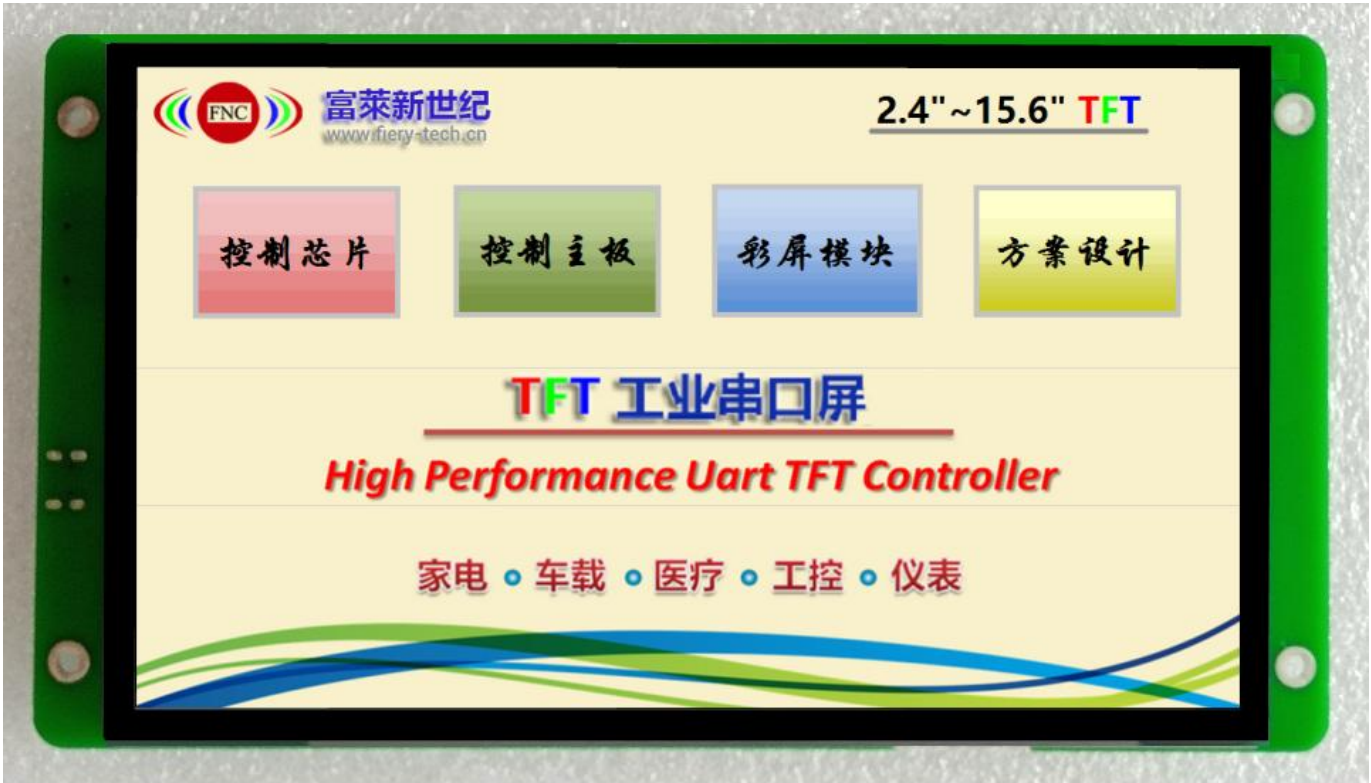 FNC
富萊新世纪
www.fiery-tech.cn
2.4"~15.6" TFT
控制芯片
控制主板
彩屏模块
方案设计
TFT 工业串口屏
High Performance Uart TFT Controller
家电 • 车载 • 医疗 • 工控 • 仪表